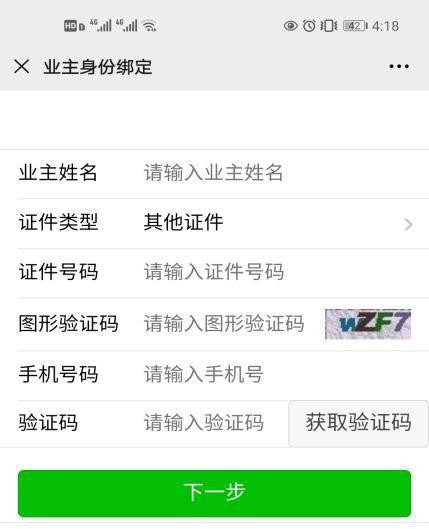 HD 4G 4G 42 4:18
业主身份绑定
业主姓名 请输入业主姓名
证件类型 其他证件
证件号码 请输入证件号码
图形验证码 请输入图形验证码 wZF7
手机号码 请输入手机号
验证码 请输入验证码 获取验证码
下一步